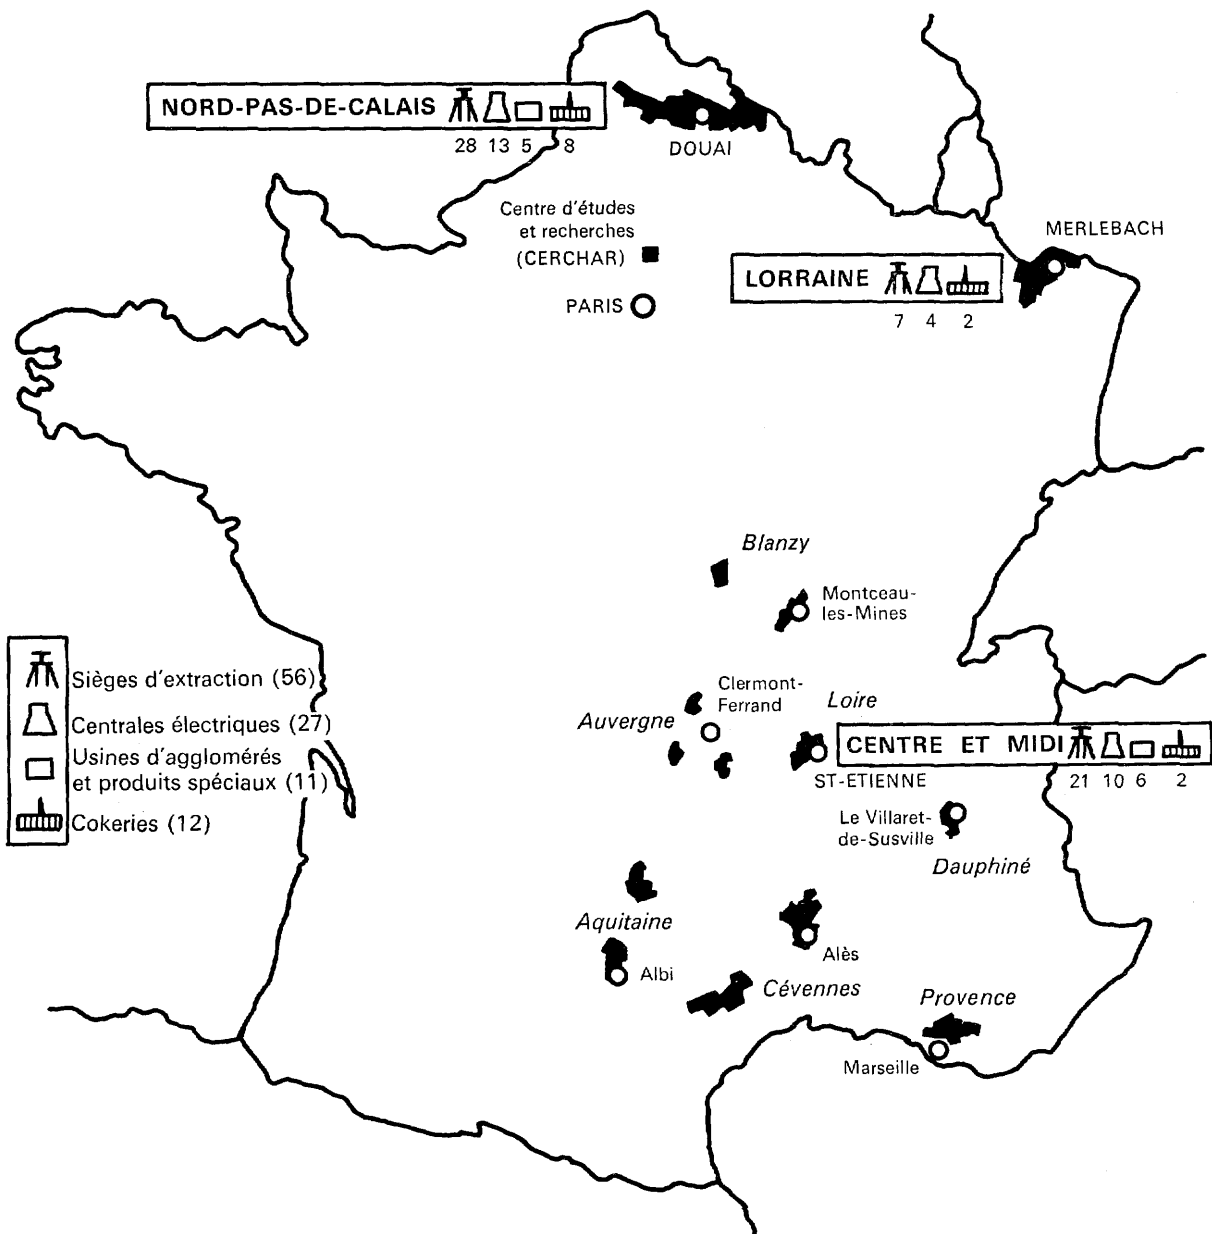 NORD-PAS-DE-CALAIS
28 13 5 8
DOUAI
Centre d'études
et recherches
(CERCHAR)
PARIS
MERLEBACH
LORRAINE
7 4 2
Blanzy
Montceau-
les-Mines
Sièges d'extraction (56)
Centrales électriques (27)
Usines d'agglomérés
et produits spéciaux (11)
Cokeries (12)
Clermont-
Ferrand
Auvergne
Loire
CENTRE ET MIDI
21 10 6 2
ST-ETIENNE
Le Villaret-
de-Susville
Dauphiné
Aquitaine
Albi
Alès
Cévennes
Provence
Marseille